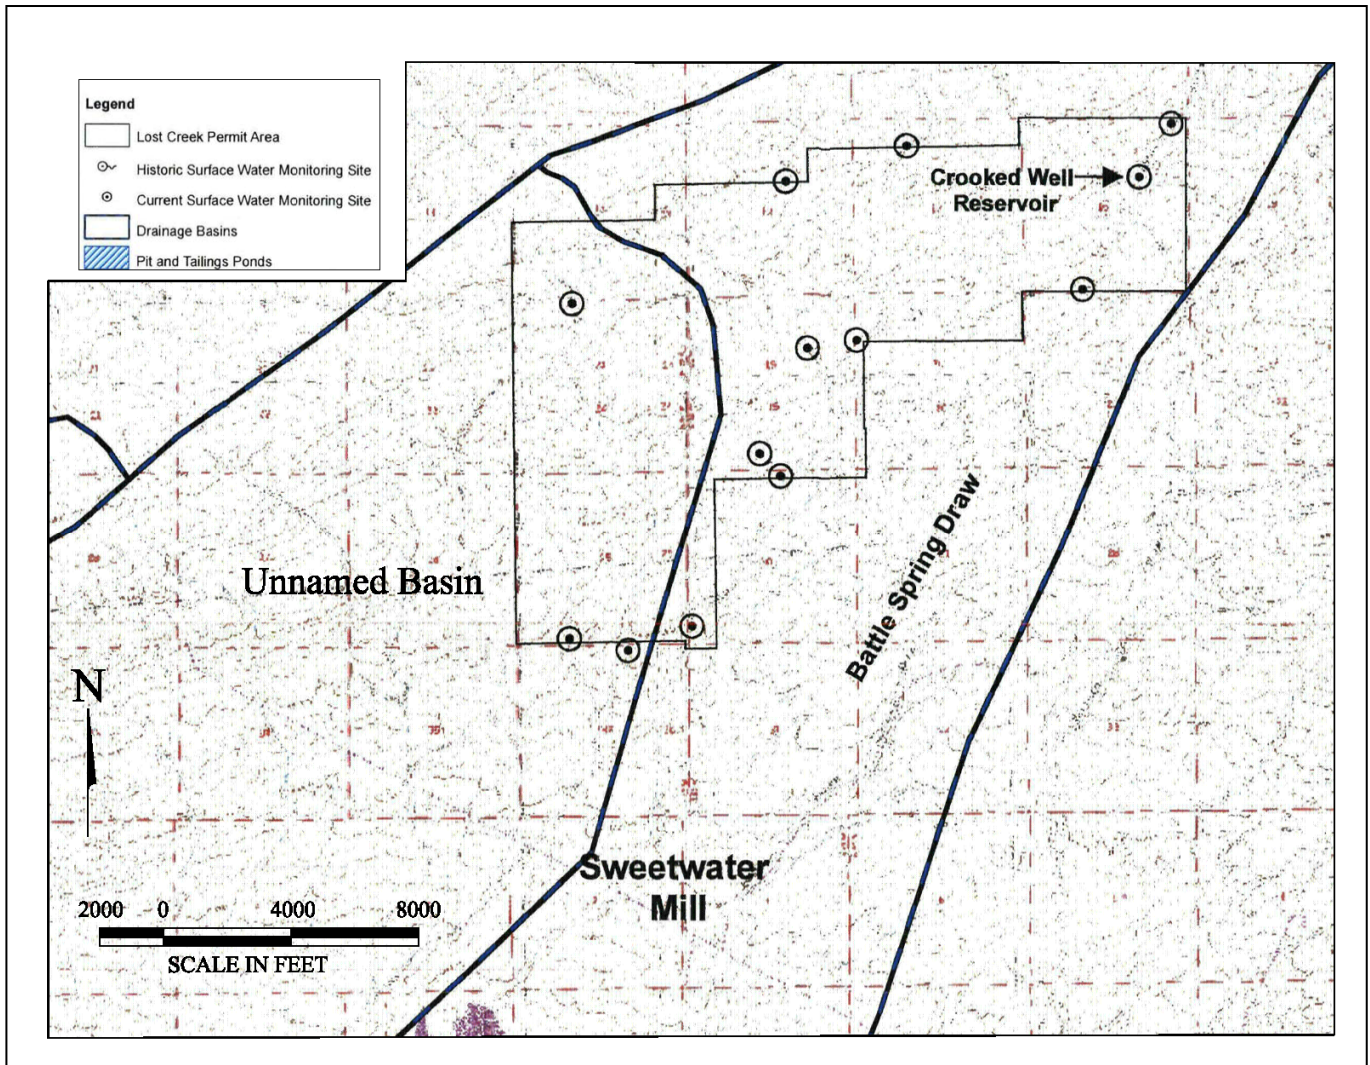 Legend
Lost Creek Permit Area
Historic Surface Water Monitoring Site
Current Surface Water Monitoring Site
Drainage Basins
Pit and Tailings Ponds
Crooked Well
Reservoir
Unnamed Basin
Battle Spring Draw
N
Sweetwater
Mill
2000 0 4000 8000
SCALE IN FEET